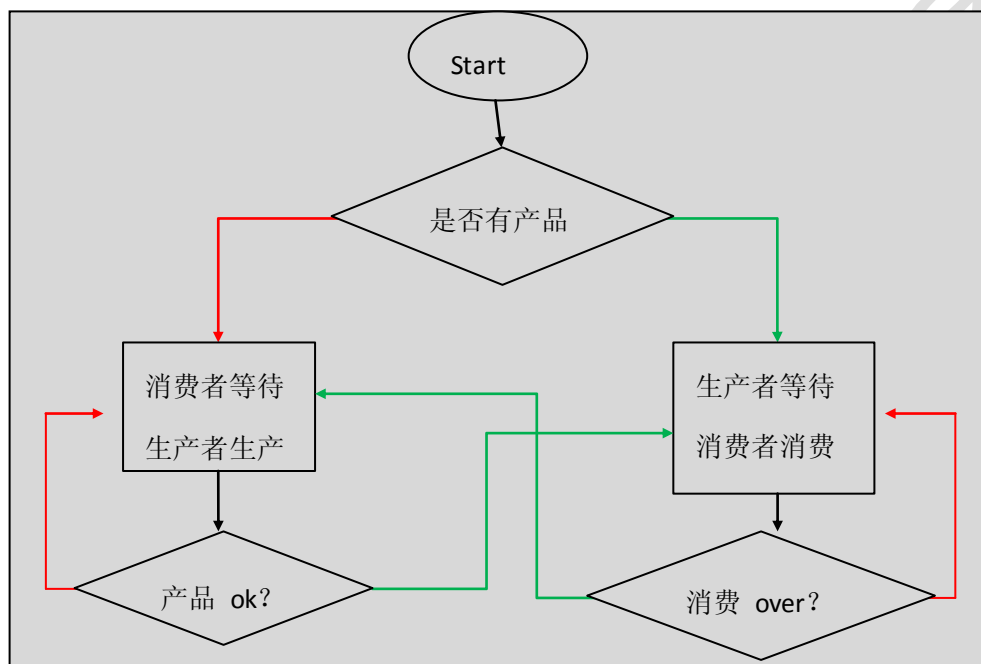 Start
是否有产品
消费者等待
生产者生产
生产者等待
消费者消费
产品 ok？
消费 over？